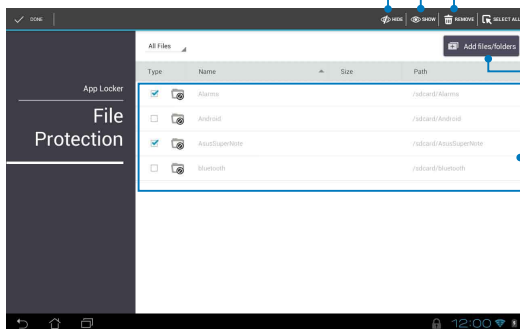 DONE HIDE SHOW REMOVE SELECT ALL
All Files Add files/folders
Type Name Size Path
App Locker
File
Protection
Alarms /sdcard/Alarms
Android /sdcard/Android
AsusSuperNote /sdcard/AsusSuperNote
bluetooth /sdcard/bluetooth
12:00